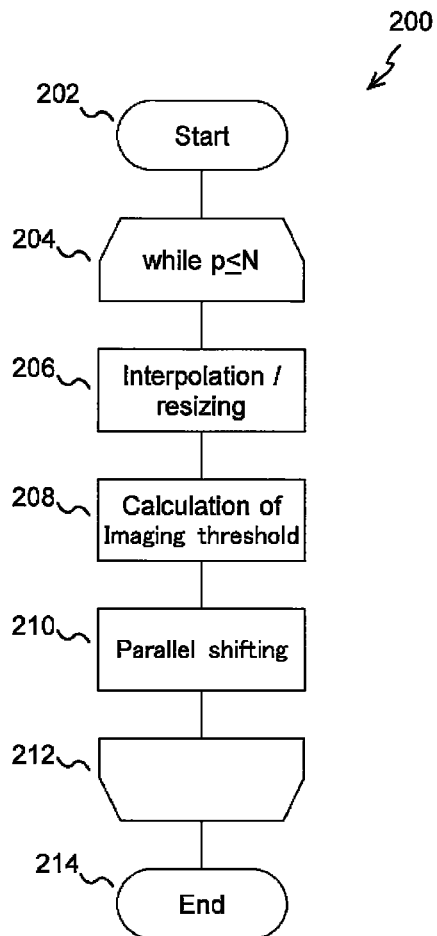 200
202
Start
204
while p≤N
206
Interpolation /
resizing
208
Calculation of
Imaging threshold
210
Parallel shifting
212
214
End